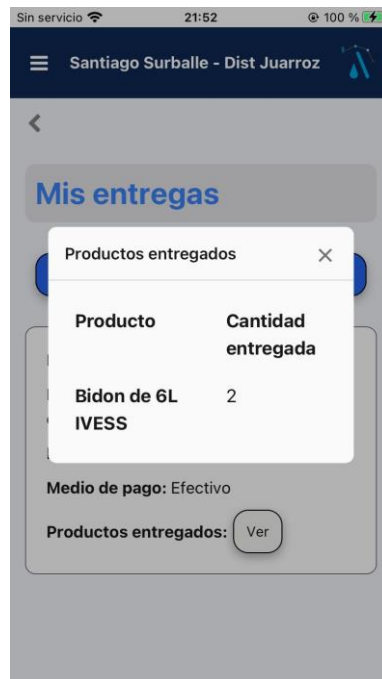 Sin servicio 21:52 100 %
Santiago Surballe - Dist Juarroz
Mis entregas
Productos entregados
Producto Cantidad
entregada
Bidon de 6L 2
IVESS
Medio de pago: Efectivo
Productos entregados: Ver